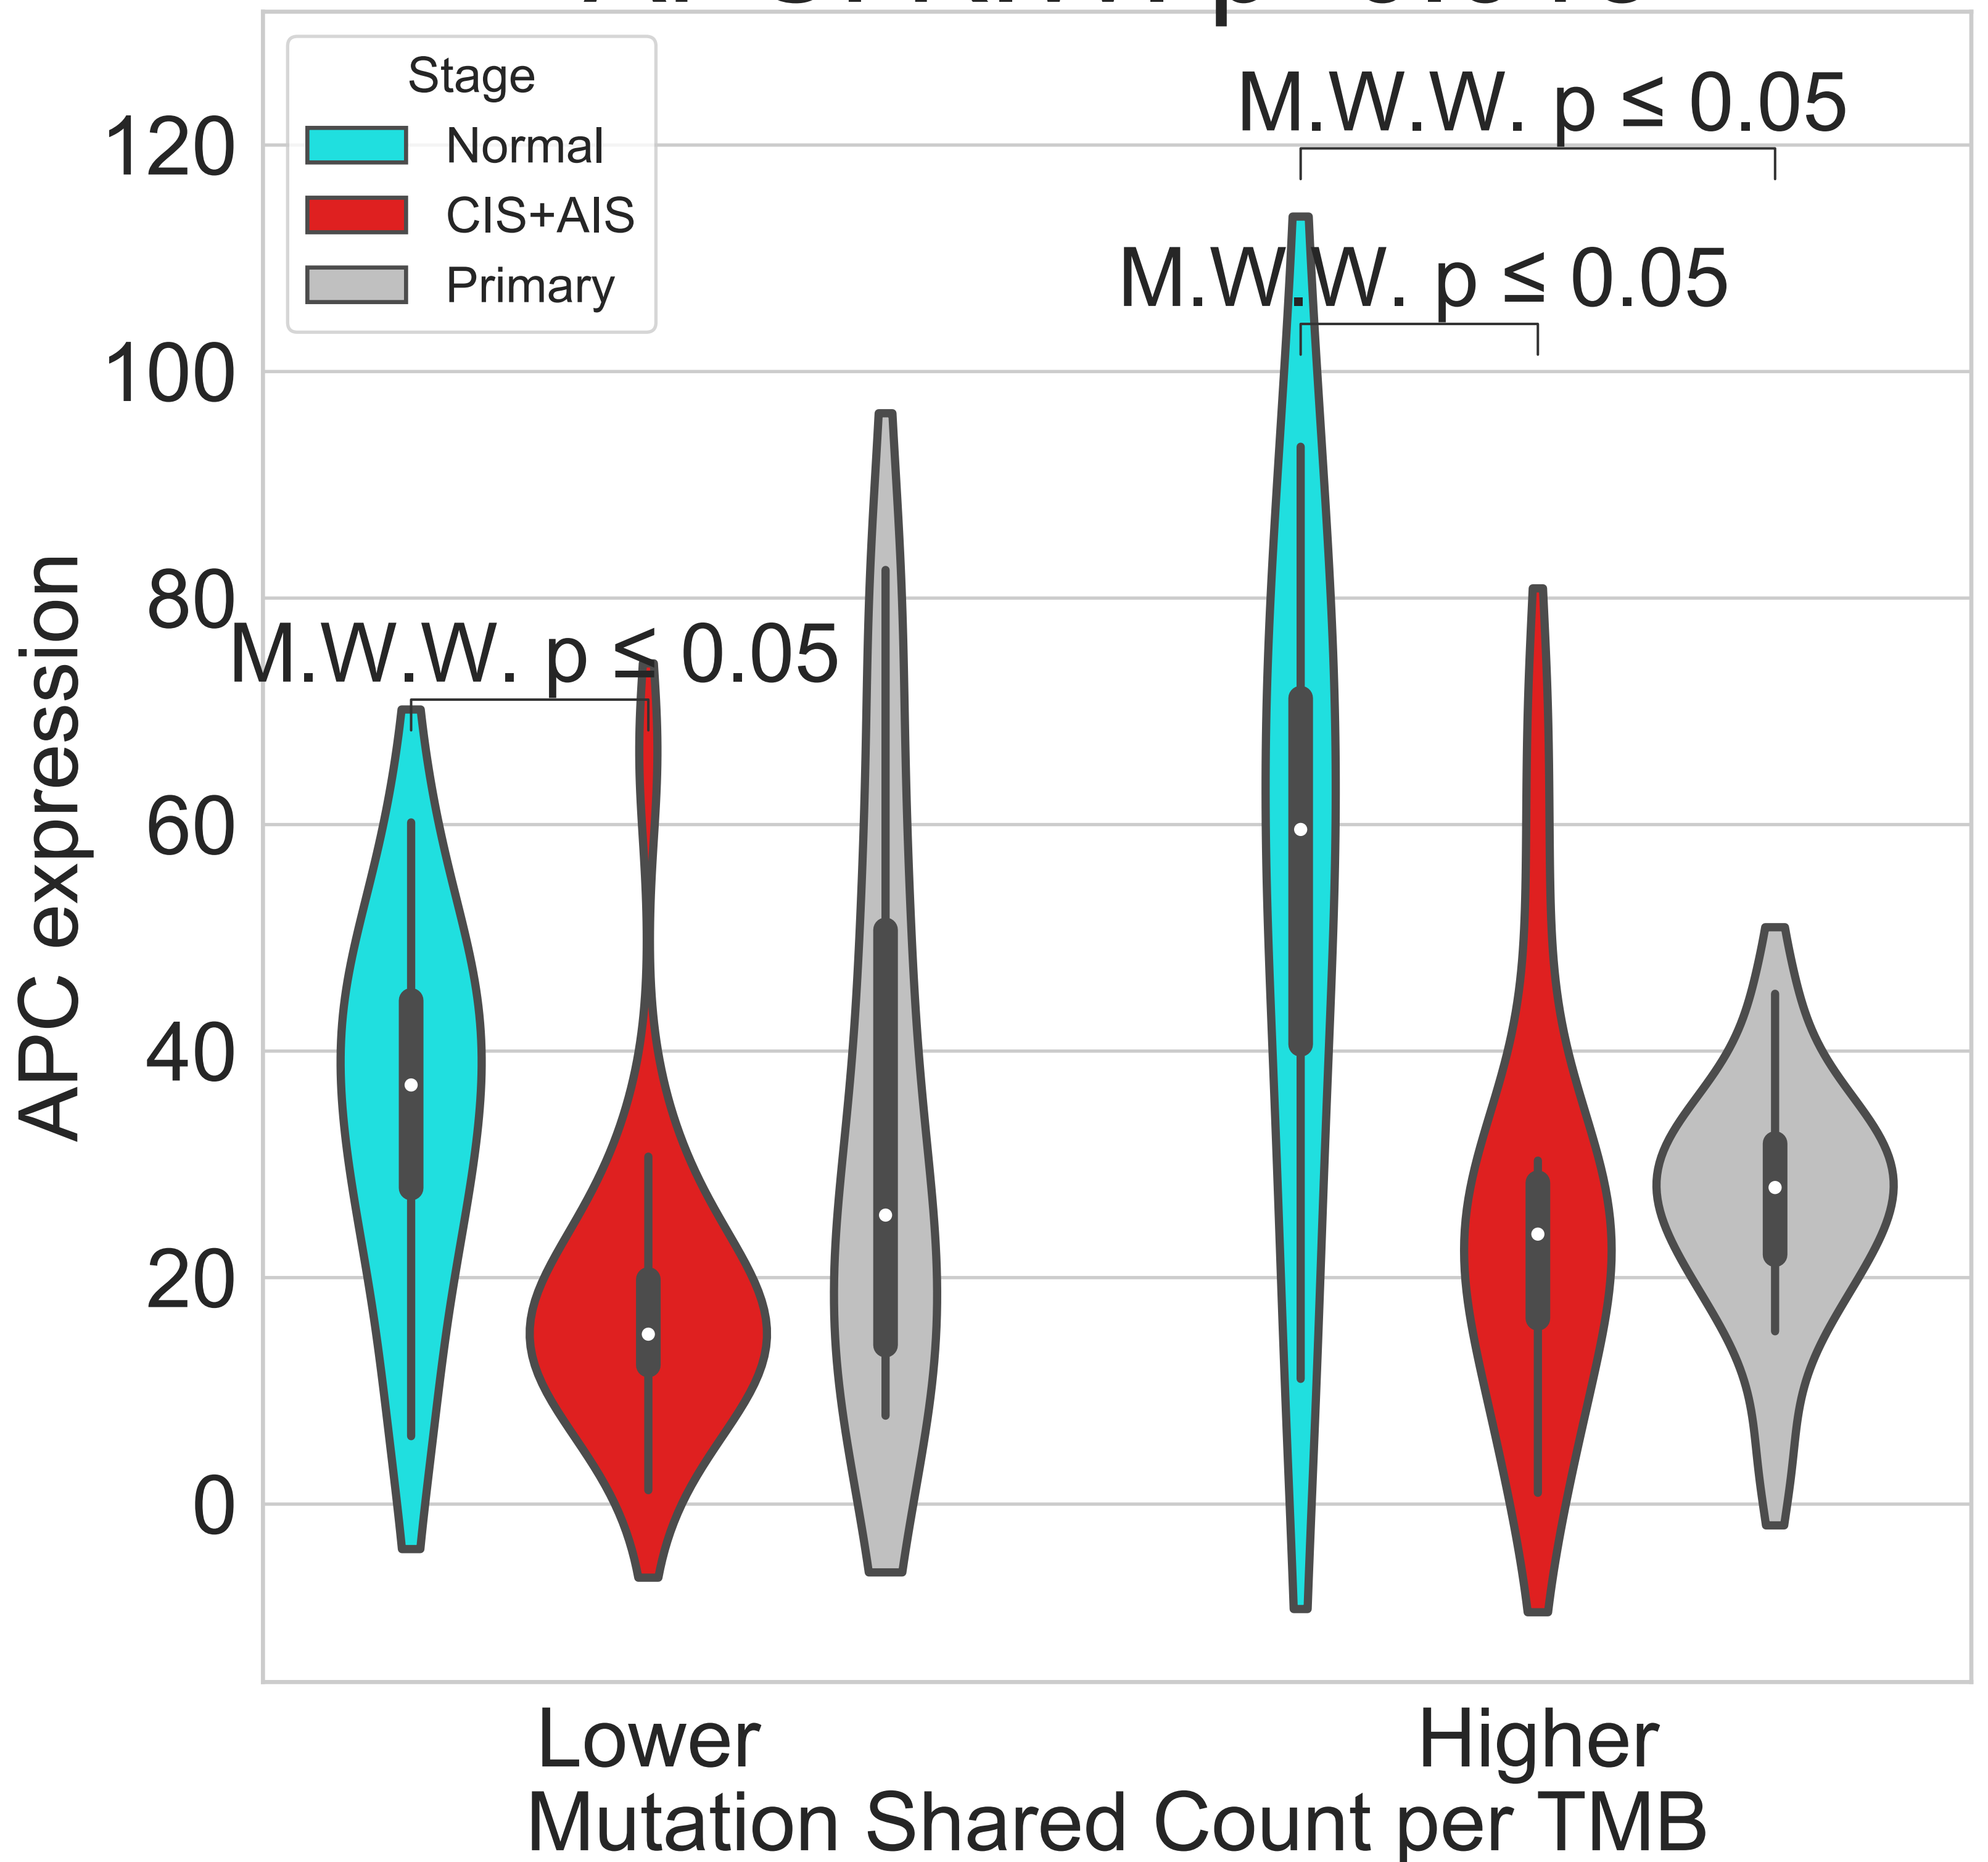 Stage
Normal
CIS+AIS
Primary
M.W.W. p ≤ 0.05
M.W.W. p ≤ 0.05
M.W.W. p ≤ 0.05
120
100
80
60
40
20
0
APC expression
Lower
Higher
Mutation Shared Count per TMB